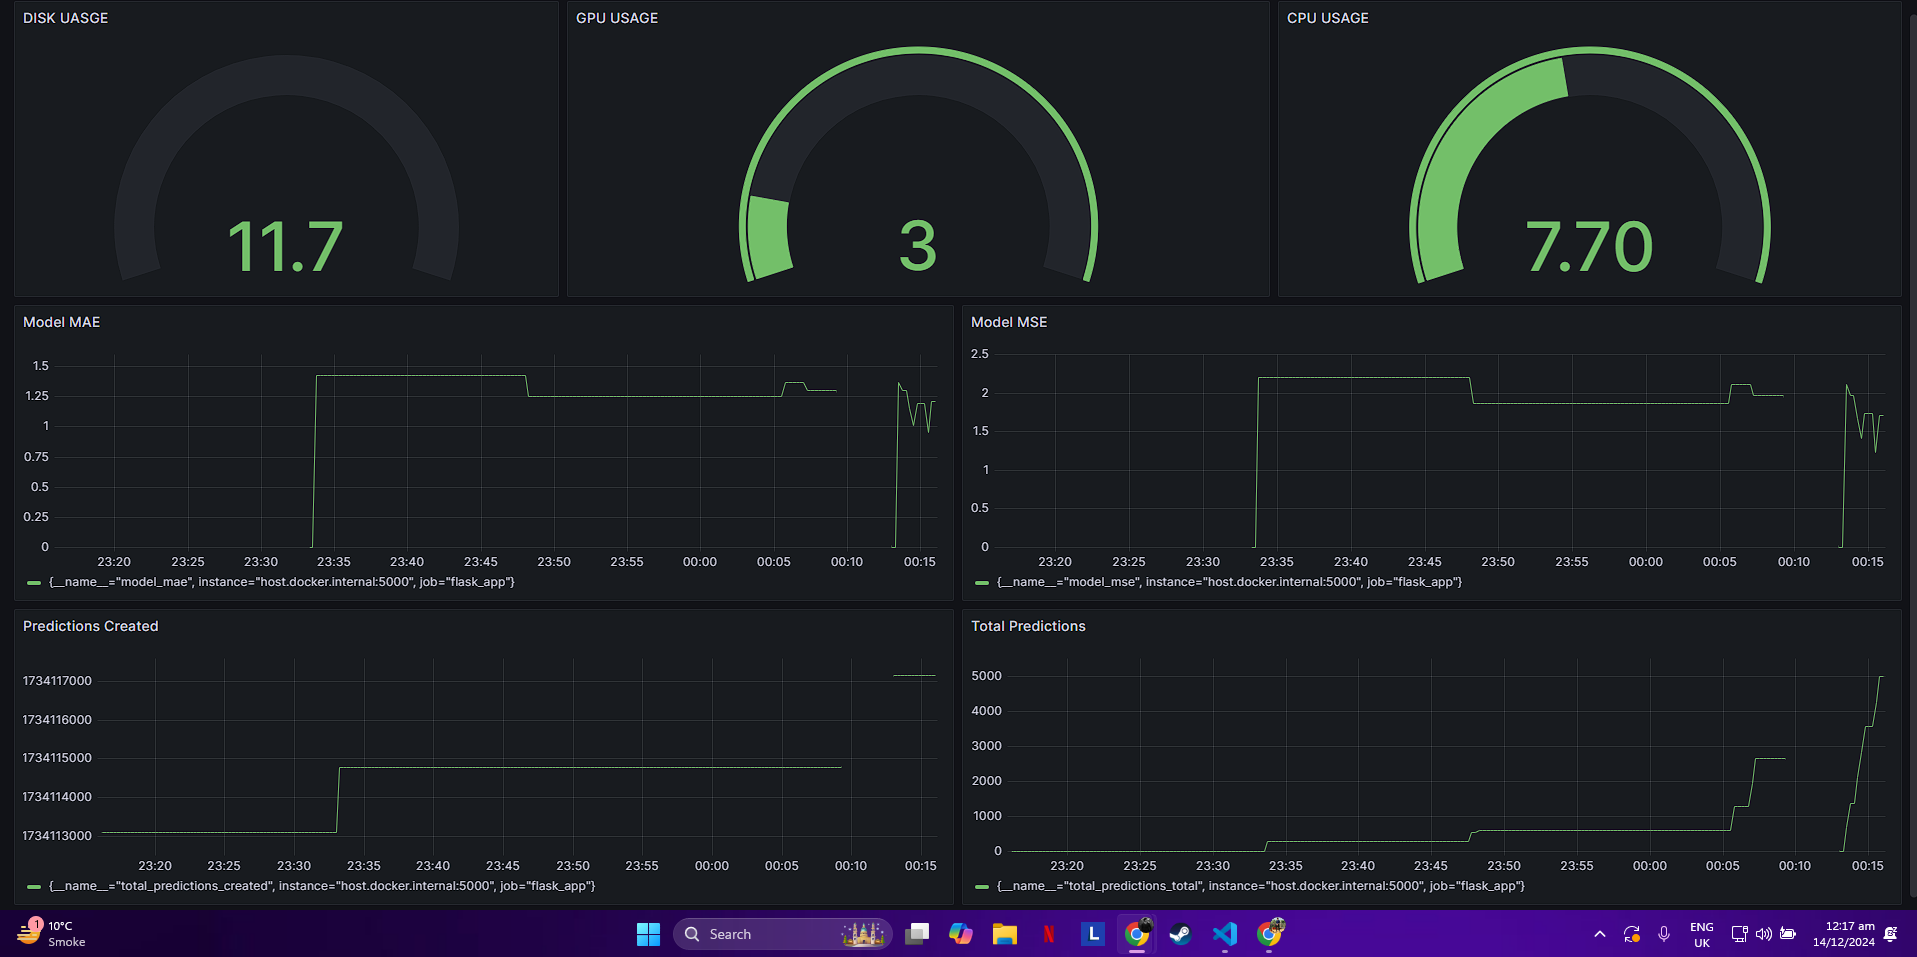 DISK UASGE
GPU USAGE
CPU USAGE
11.7
3
7.70
Model MAE
1.5
1.25
1
0.75
0.5
0.25
0
23:20 23:25 23:30 23:35 23:40 23:45 23:50 23:55 00:00 00:05 00:10 00:15
{__name__="model_mae", instance="host.docker.internal:5000", job="flask_app"}
Model MSE
2.5
2
1.5
1
0.5
0
23:20 23:25 23:30 23:35 23:40 23:45 23:50 23:55 00:00 00:05 00:10 00:15
{__name__="model_mse", instance="host.docker.internal:5000", job="flask_app"}
Predictions Created
1734117000
1734116000
1734115000
1734114000
1734113000
23:20 23:25 23:30 23:35 23:40 23:45 23:50 23:55 00:00 00:05 00:10 00:15
{__name__="total_predictions_created", instance="host.docker.internal:5000", job="flask_app"}
Total Predictions
5000
4000
3000
2000
1000
0
23:20 23:25 23:30 23:35 23:40 23:45 23:50 23:55 00:00 00:05 00:10 00:15
{__name__="total_predictions_total", instance="host.docker.internal:5000", job="flask_app"}
1
10°C
Smoke
Search
N
L
ENG
UK
12:17 am
14/12/2024